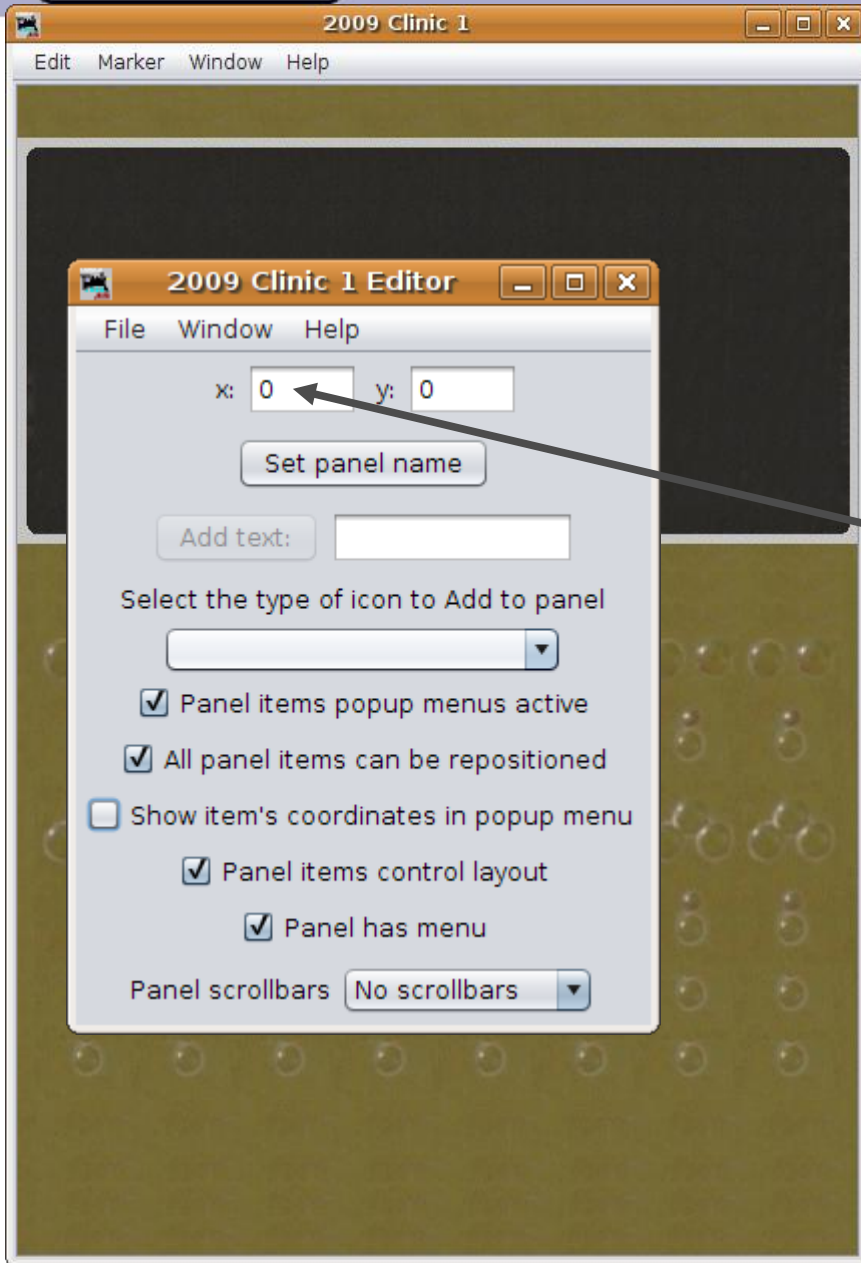 2009 Clinic 1
Edit Marker Window Help
2009 Clinic 1 Editor
File Window Help
x: 0 y: 0
Set panel name
Add text:
Select the type of icon to Add to panel
Panel items popup menus active
All panel items can be repositioned
Show item's coordinates in popup menu
Panel items control layout
Panel has menu
Panel scrollbars No scrollbars